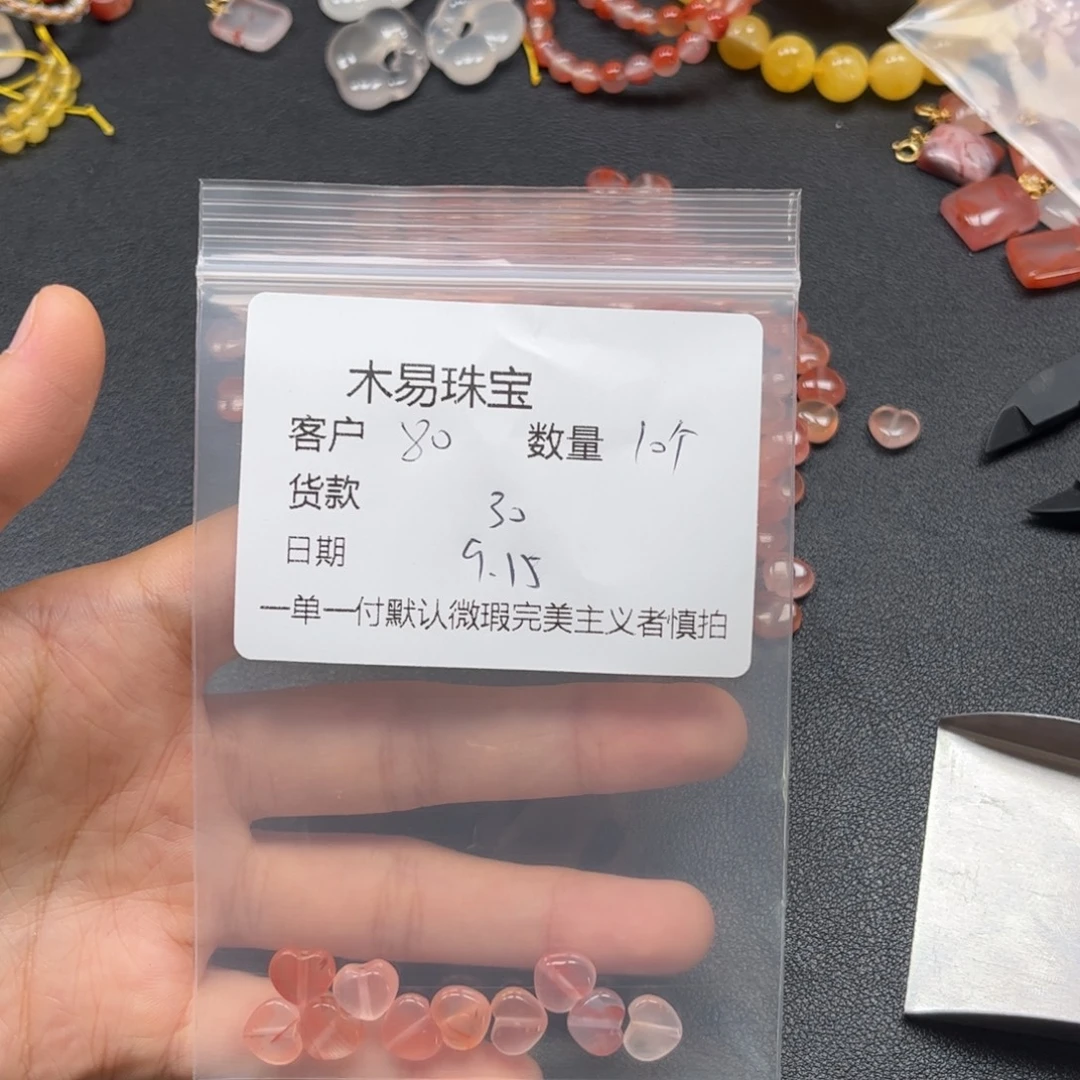 木易珠宝
客户 80 数量 10个
货款 30
日期 9.15
一单一付默认微瑕完美主义者慎拍